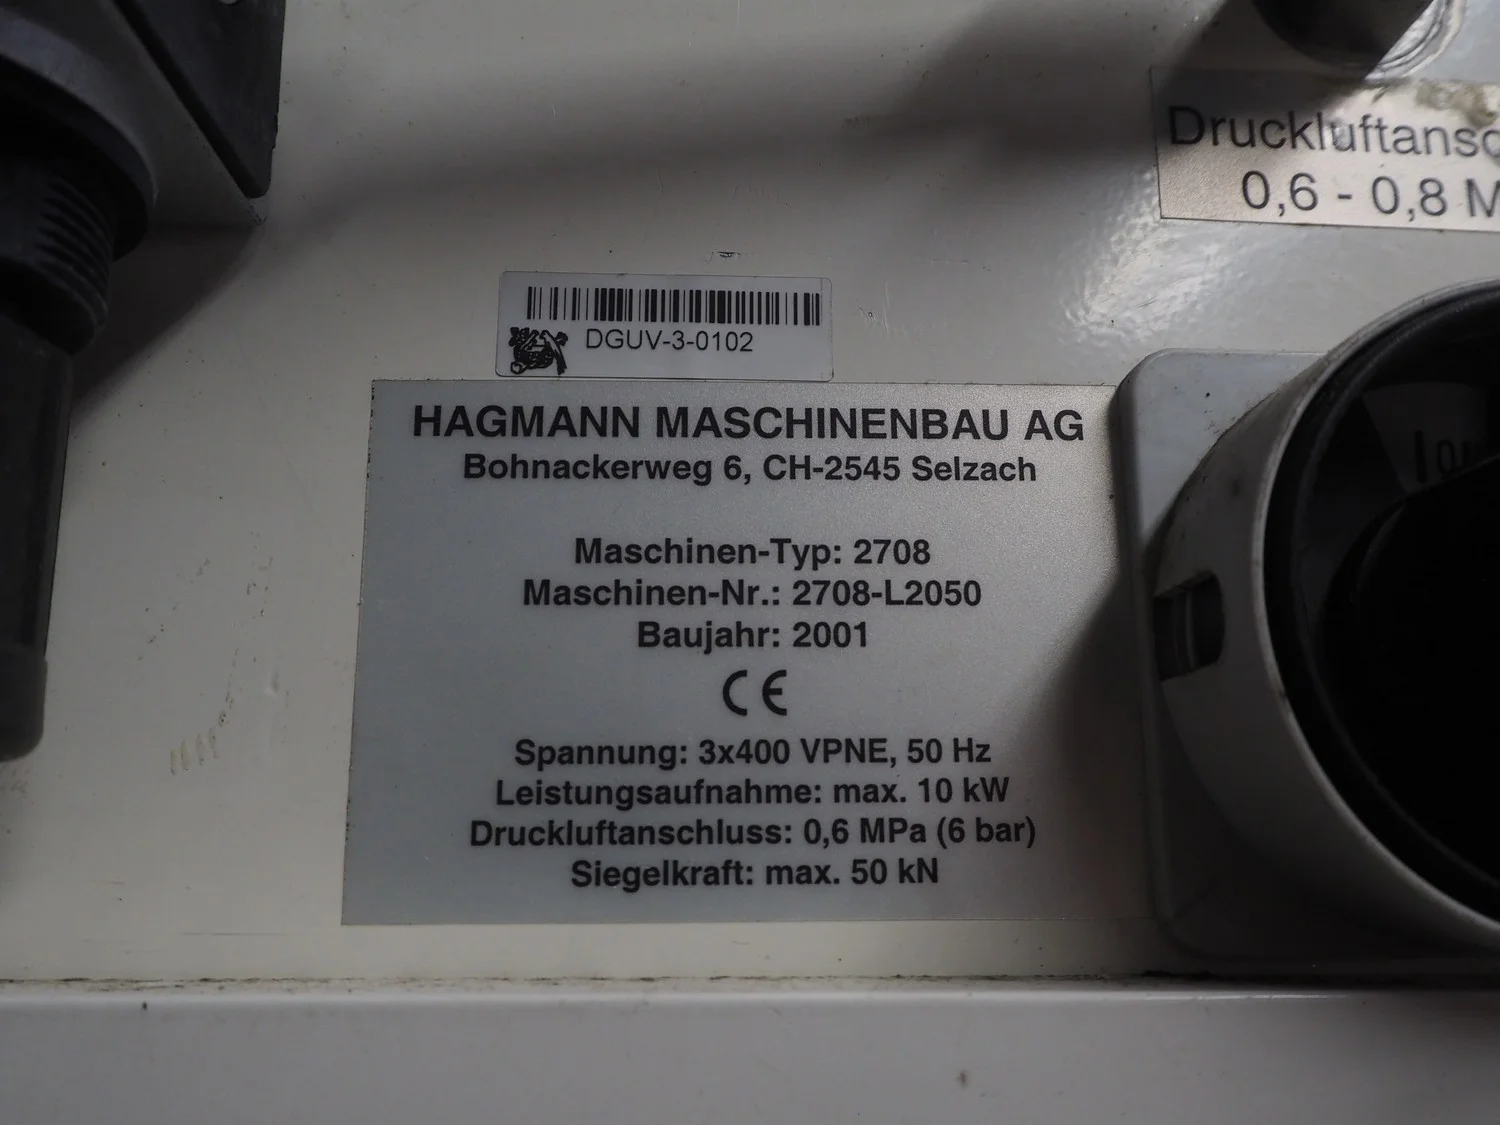 Druckluftansc
0,6 - 0,8 M
DGUV-3-0102
HAGMANN MASCHINENBAU AG
Bohnackerweg 6, CH-2545 Selzach
Maschinen-Typ: 2708
Maschinen-Nr.: 2708-L2050
Baujahr: 2001
CE
Spannung: 3x400 VPNE, 50 Hz
Leistungsaufnahme: max. 10 kW
Druckluftanschluss: 0,6 MPa (6 bar)
Siegelkraft: max. 50 kN